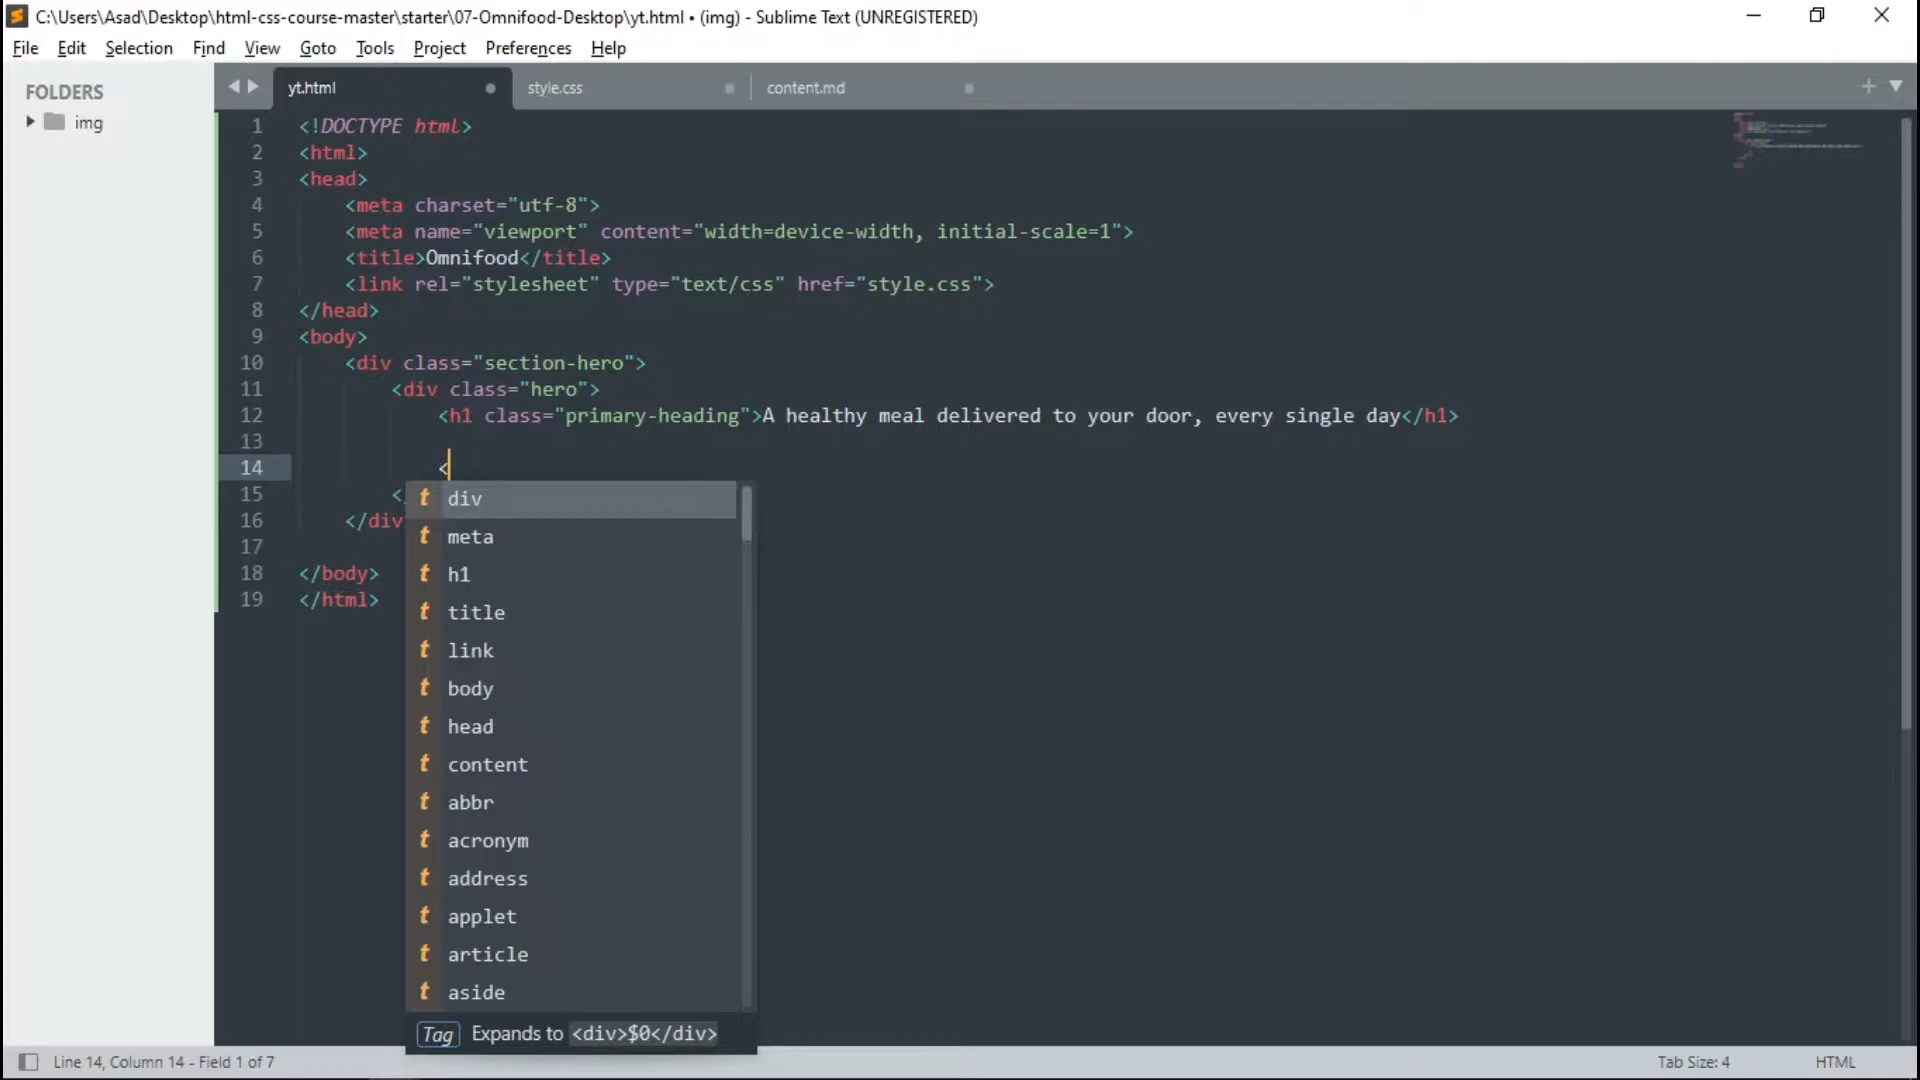 C:\Users\Asad\Desktop\html-css-course-master\starter\07-Omnifood-Desktop\yt.html • (img) - Sublime Text (UNREGISTERED)
File Edit Selection Find View Goto Tools Project Preferences Help
FOLDERS
img
yt.html
style.css
content.md
1 <!DOCTYPE html>
2 <html>
3 <head>
4 <meta charset="utf-8">
5 <meta name="viewport" content="width=device-width, initial-scale=1">
6 <title>Omnifood</title>
7 <link rel="stylesheet" type="text/css" href="style.css">
8 </head>
9 <body>
10 <div class="section-hero">
11 <div class="hero">
12 <h1 class="primary-heading">A healthy meal delivered to your door, every single day</h1>
13
14 <
15 <
16 </div
17
18 </body>
19 </html>
t div
t meta
t h1
t title
t link
t body
t head
t content
t abbr
t acronym
t address
t applet
t article
t aside
Tag Expands to <div>$0</div>
Line 14, Column 14 - Field 1 of 7
Tab Size: 4
HTML